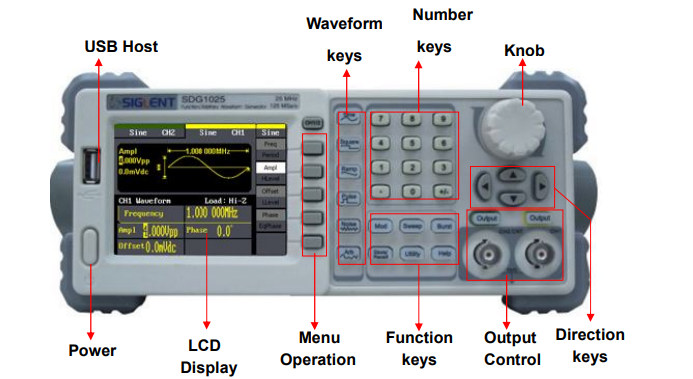 Waveform
keys
Number
keys
USB Host
Knob
SIGLENT
SDG1025
Function/Arbitrary Waveform Generator
25 MHz
125 MSa/s
CH1/2
Sine CH2
Sine CH1
Sine
Freq
Period
Ampl
HLevel
Offset
LLevel
Phase
EqPhase
Ampl
4.000Vpp
0.0mVdc
1.000 000MHz
CH1 Waveform
Load: Hi-Z
Frequency
1.000 000MHz
Ampl 4.000Vpp
Phase 0.0°
Offset 0.0mVdc
Sine
Square
Ramp
Pulse
Noise
Arb
7 8 9
4 5 6
1 2 3
. 0 +/-
Mod Sweep Burst
Store
Recall
Utility Help
Output Output
CH1
Power
LCD
Display
Menu
Operation
Function
keys
Output
Control
Direction
keys